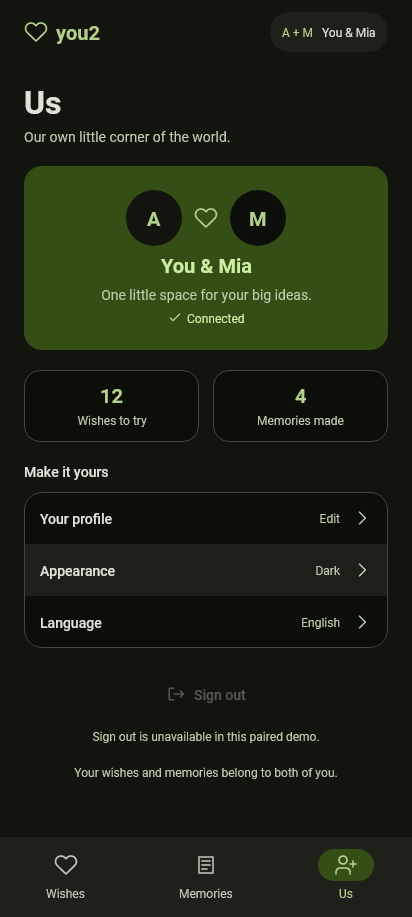 you2
A + M You & Mia
Us
Our own little corner of the world.
A M
You & Mia
One little space for your big ideas.
Connected
12 4
Wishes to try Memories made
Make it yours
Your profile Edit
Appearance Dark
Language English
Sign out
Sign out is unavailable in this paired demo.
Your wishes and memories belong to both of you.
Wishes Memories Us